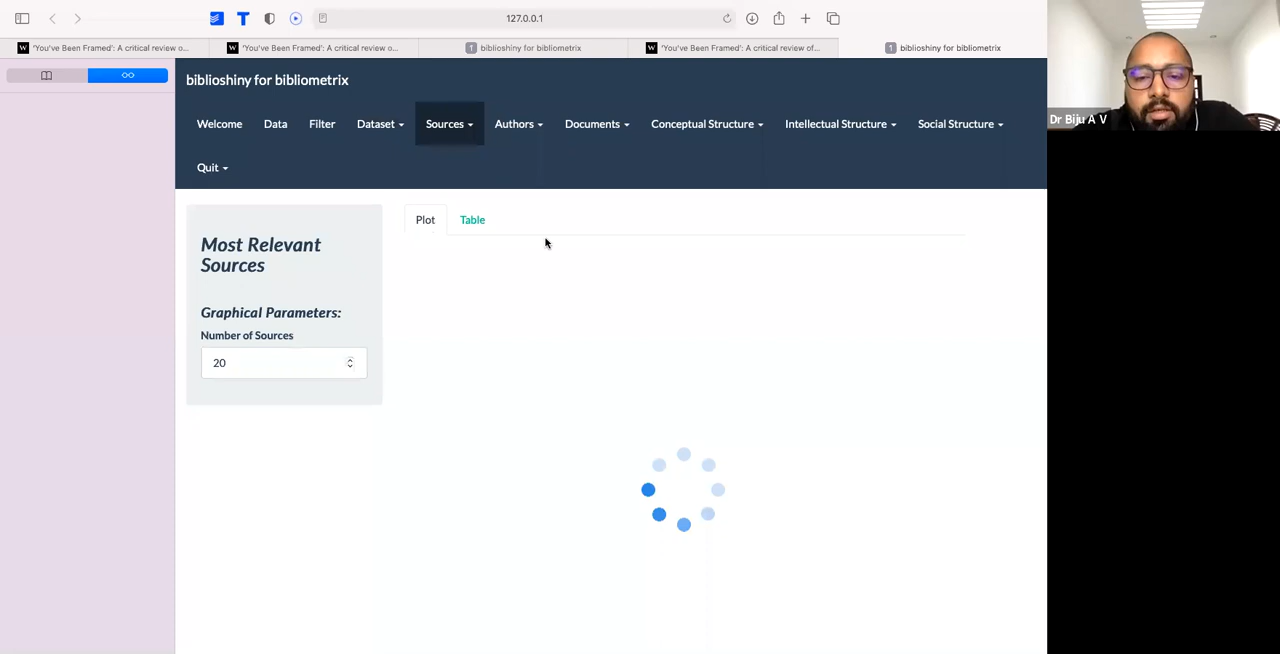 127.0.0.1
'You've Been Framed': A critical review o...
'You've Been Framed': A critical review o...
1 biblioshiny for bibliometrix
'You've Been Framed': A critical review of...
1 biblioshiny for bibliometrix
biblioshiny for bibliometrix
Welcome Data Filter Dataset Sources Authors Documents Conceptual Structure Intellectual Structure Social Structure
Quit
Dr Biju A V
Plot Table
Most Relevant
Sources
Graphical Parameters:
Number of Sources
20